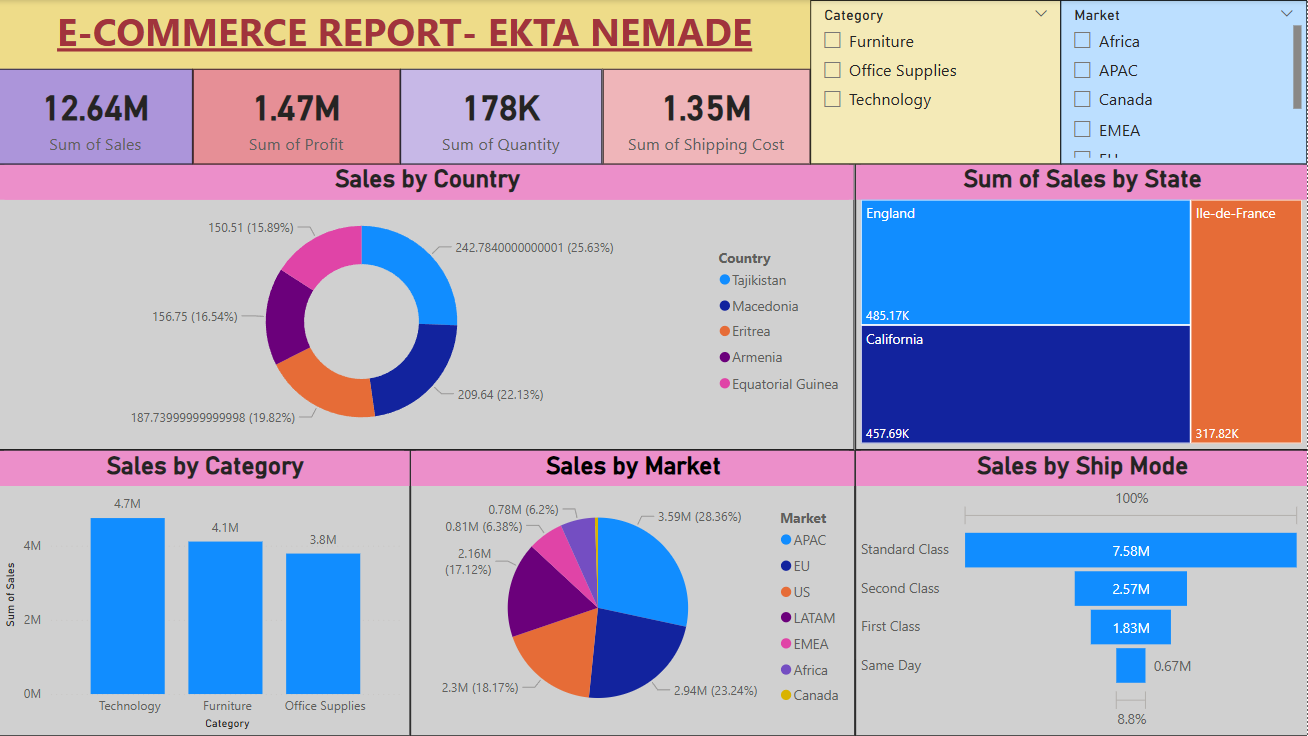 E-COMMERCE REPORT- EKTA NEMADE
12.64M
Sum of Sales
1.47M
Sum of Profit
178K
Sum of Quantity
1.35M
Sum of Shipping Cost
Category
Furniture
Office Supplies
Technology
Market
Africa
APAC
Canada
EMEA
Sales by Country
150.51 (15.89%)
242.7840000000001 (25.63%)
156.75 (16.54%)
187.73999999999998 (19.82%)
209.64 (22.13%)
Country
Tajikistan
Macedonia
Eritrea
Armenia
Equatorial Guinea
Sum of Sales by State
England
485.17K
California
457.69K
Ile-de-France
317.82K
Sales by Category
Sum of Sales
4M
2M
0M
4.7M
4.1M
3.8M
Technology
Furniture
Office Supplies
Category
Sales by Market
0.78M (6.2%)
0.81M (6.38%)
2.16M
(17.12%)
2.3M (18.17%)
3.59M (28.36%)
2.94M (23.24%)
Market
APAC
EU
US
LATAM
EMEA
Africa
Canada
Sales by Ship Mode
100%
Standard Class
7.58M
Second Class
2.57M
First Class
1.83M
Same Day
0.67M
8.8%